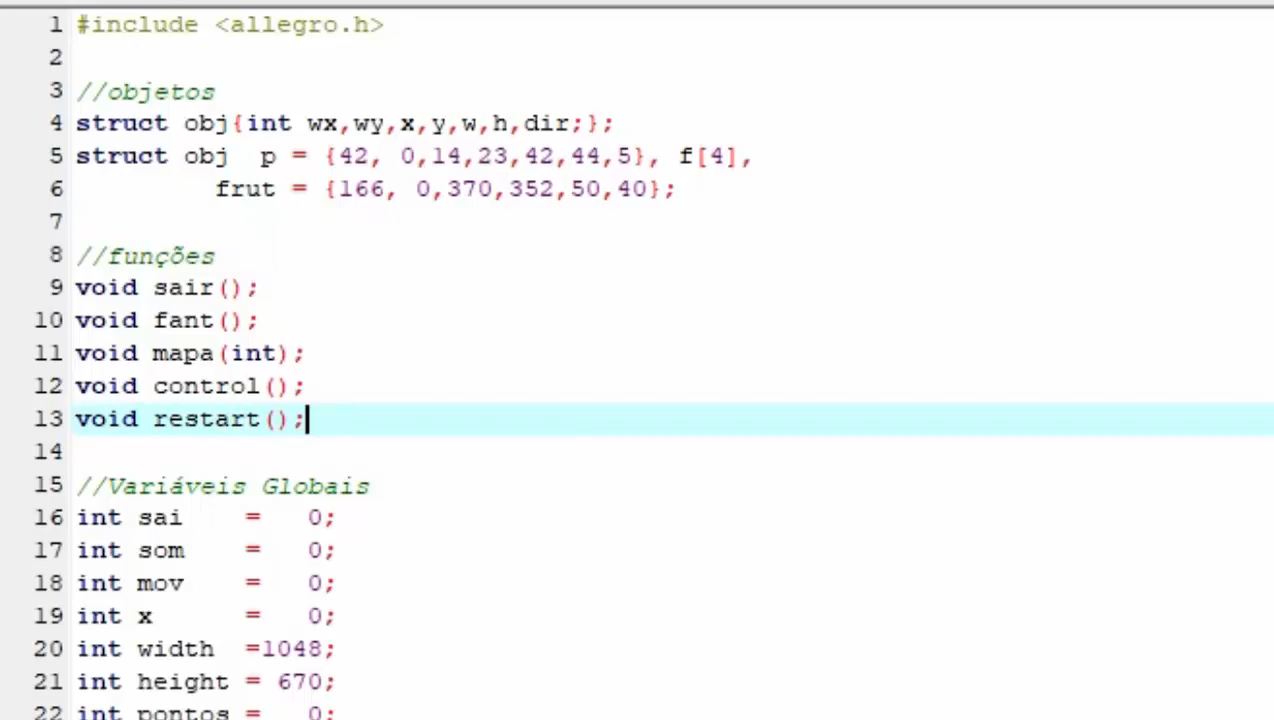 1 #include <allegro.h>
2
3 //objetos
4 struct obj{int wx,wy,x,y,w,h,dir;};
5 struct obj  p = {42, 0,14,23,42,44,5}, f[4],
6          frut = {166, 0,370,352,50,40};
7
8 //funções
9 void sair();
10 void fant();
11 void mapa(int);
12 void control();
13 void restart();
14
15 //Variáveis Globais
16 int sai    =   0;
17 int som    =   0;
18 int mov    =   0;
19 int x      =   0;
20 int width  =1048;
21 int height = 670;
22 int pontos =   0;